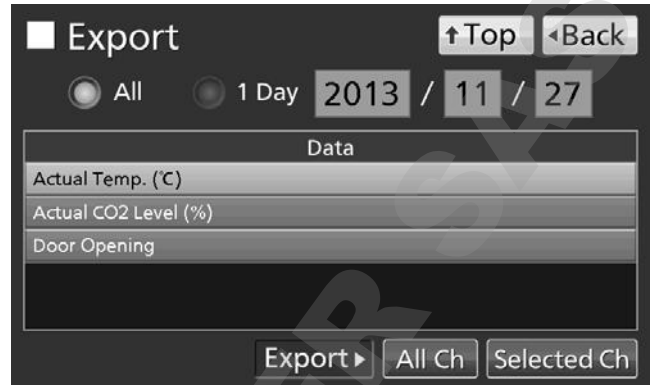 Export
↑Top
◂Back
All
1 Day 2013 / 11 / 27
Data
Actual Temp. (℃)
Actual CO2 Level (%)
Door Opening
Export▸
All Ch
Selected Ch